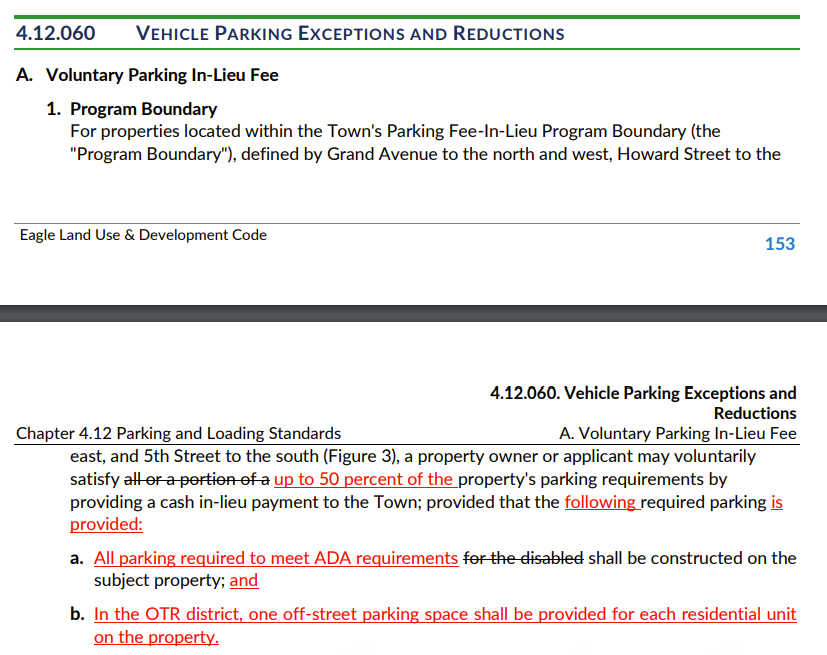 4.12.060 VEHICLE PARKING EXCEPTIONS AND REDUCTIONS
A. Voluntary Parking In-Lieu Fee
1. Program Boundary
For properties located within the Town's Parking Fee-In-Lieu Program Boundary (the
"Program Boundary"), defined by Grand Avenue to the north and west, Howard Street to the
Eagle Land Use & Development Code
153
4.12.060. Vehicle Parking Exceptions and
Reductions
Chapter 4.12 Parking and Loading Standards A. Voluntary Parking In-Lieu Fee
east, and 5th Street to the south (Figure 3), a property owner or applicant may voluntarily
satisfy all or a portion of a up to 50 percent of the property's parking requirements by
providing a cash in-lieu payment to the Town; provided that the following required parking is
provided:
a. All parking required to meet ADA requirements for the disabled shall be constructed on the
subject property; and
b. In the OTR district, one off-street parking space shall be provided for each residential unit
on the property.